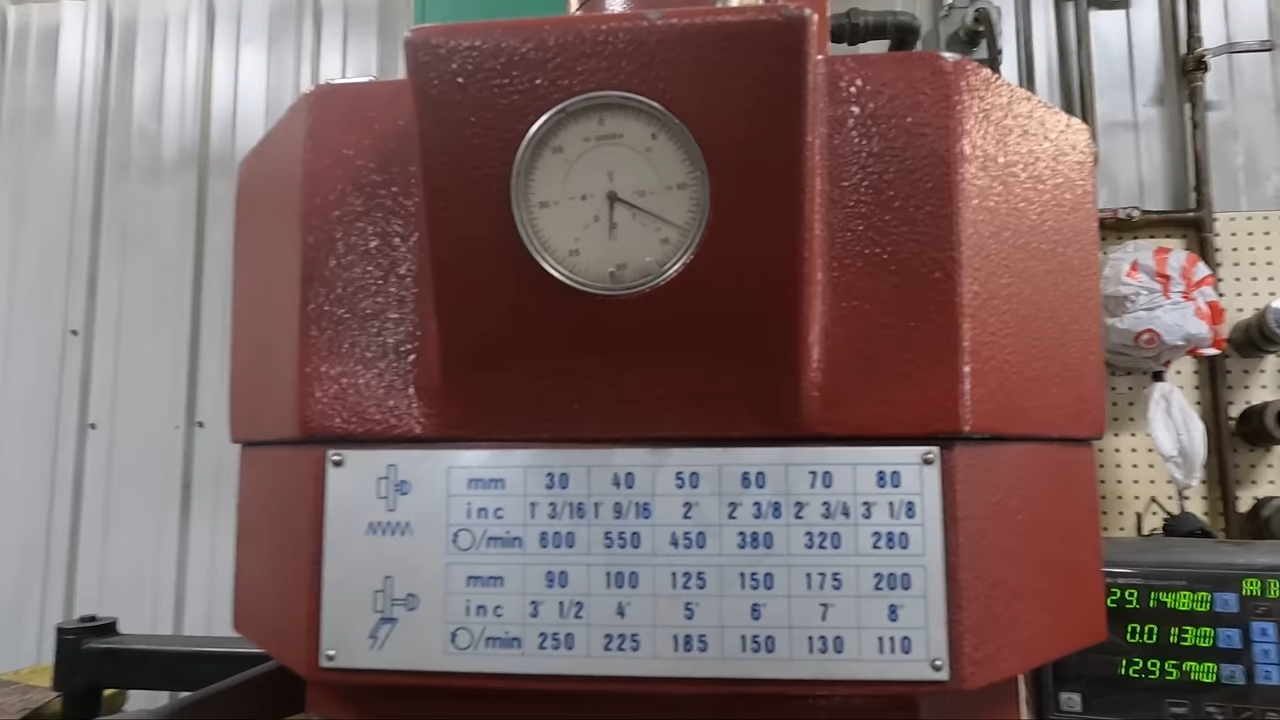 mm 30 40 50 60 70 80
inc 1" 3/16 1" 9/16 2" 2" 3/8 2" 3/4 3" 1/8
/min 600 550 450 380 320 280
mm 90 100 125 150 175 200
inc 3" 1/2 4" 5" 6" 7" 8"
/min 250 225 185 150 130 110
29.1480
0.0130
12.9570